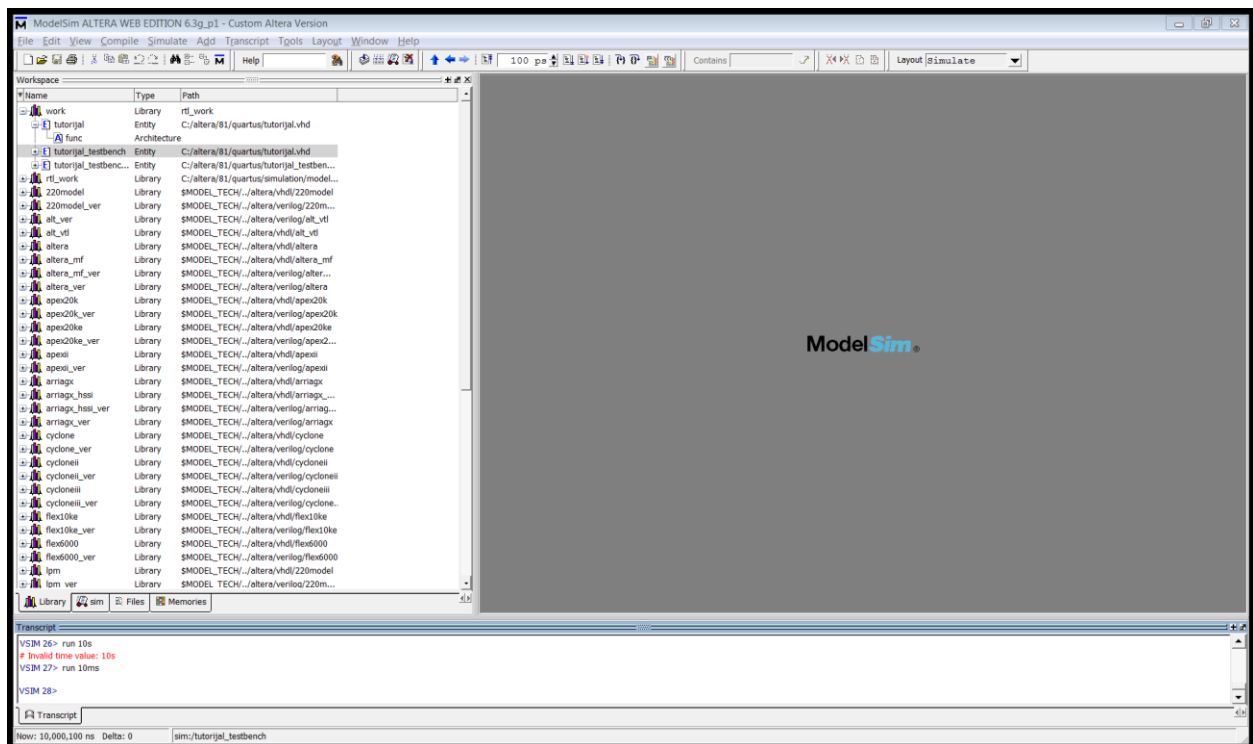 ModelSim ALTERA WEB EDITION 6.3g_p1 - Custom Altera Version
File Edit View Compile Simulate Add Transcript Tools Layout Window Help
Help 100 ps Contains Layout Simulate
Workspace
Name Type Path
work Library rtl_work
tutorijal Entity C:/altera/81/quartus/tutorijal.vhd
func Architecture
tutorijal_testbench Entity C:/altera/81/quartus/tutorijal.vhd
tutorijal_testbenc... Entity C:/altera/81/quartus/tutorijal_testben...
rtl_work Library C:/altera/81/quartus/simulation/model...
220model Library $MODEL_TECH/../altera/vhdl/220model
220model_ver Library $MODEL_TECH/../altera/verilog/220m...
alt_ver Library $MODEL_TECH/../altera/verilog/alt_vtl
alt_vtl Library $MODEL_TECH/../altera/vhdl/alt_vtl
altera Library $MODEL_TECH/../altera/vhdl/altera
altera_mf Library $MODEL_TECH/../altera/vhdl/altera_mf
altera_mf_ver Library $MODEL_TECH/../altera/verilog/alter...
altera_ver Library $MODEL_TECH/../altera/verilog/altera
apex20k Library $MODEL_TECH/../altera/vhdl/apex20k
apex20k_ver Library $MODEL_TECH/../altera/verilog/apex20k
apex20ke Library $MODEL_TECH/../altera/vhdl/apex20ke
apex20ke_ver Library $MODEL_TECH/../altera/verilog/apex2...
apexii Library $MODEL_TECH/../altera/vhdl/apexii
apexii_ver Library $MODEL_TECH/../altera/verilog/apexii
arriagx Library $MODEL_TECH/../altera/vhdl/arriagx
arriagx_hssi Library $MODEL_TECH/../altera/vhdl/arriagx_...
arriagx_hssi_ver Library $MODEL_TECH/../altera/verilog/arriag...
arriagx_ver Library $MODEL_TECH/../altera/verilog/arriagx
cyclone Library $MODEL_TECH/../altera/vhdl/cyclone
cyclone_ver Library $MODEL_TECH/../altera/verilog/cyclone
cycloneii Library $MODEL_TECH/../altera/vhdl/cycloneii
cycloneii_ver Library $MODEL_TECH/../altera/verilog/cycloneii
cycloneiii Library $MODEL_TECH/../altera/vhdl/cycloneiii
cycloneiii_ver Library $MODEL_TECH/../altera/verilog/cyclone..
flex10ke Library $MODEL_TECH/../altera/vhdl/flex10ke
flex10ke_ver Library $MODEL_TECH/../altera/verilog/flex10ke
flex6000 Library $MODEL_TECH/../altera/vhdl/flex6000
flex6000_ver Library $MODEL_TECH/../altera/verilog/flex6000
lpm Library $MODEL_TECH/../altera/vhdl/220model
lpm_ver Library $MODEL_TECH/../altera/verilog/220m...
Library sim Files Memories
ModelSim®
Transcript
VSIM 26> run 10s
# Invalid time value: 10s
VSIM 27> run 10ms
VSIM 28>
Transcript
Now: 10,000,100 ns Delta: 0 sim:/tutorijal_testbench